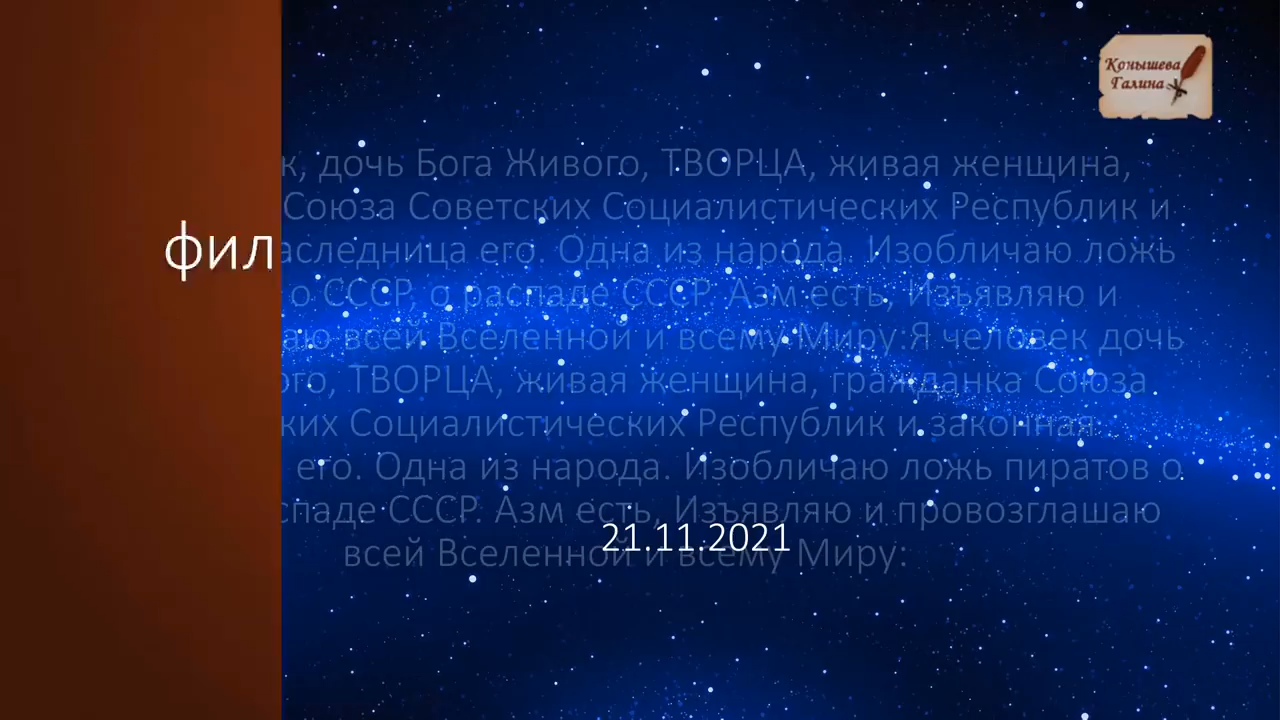 Конышева
Галина
к, дочь Бога Живого, ТВОРЦА, живая женщина,
Союза Советских Социалистических Республик и
фил
аследница его. Одна из народа. Изобличаю ложь
о СССР, о распаде СССР. Азм есть, Изъявляю и
аю всей Вселенной и всему Миру:Я человек дочь
ого, ТВОРЦА, живая женщина, гражданка Союза
ких Социалистических Республик и законная
его. Одна из народа. Изобличаю ложь пиратов о
спаде СССР. Азм есть, Изъявляю и провозглашаю
21.11.2021
всей Вселенной и всему Миру: